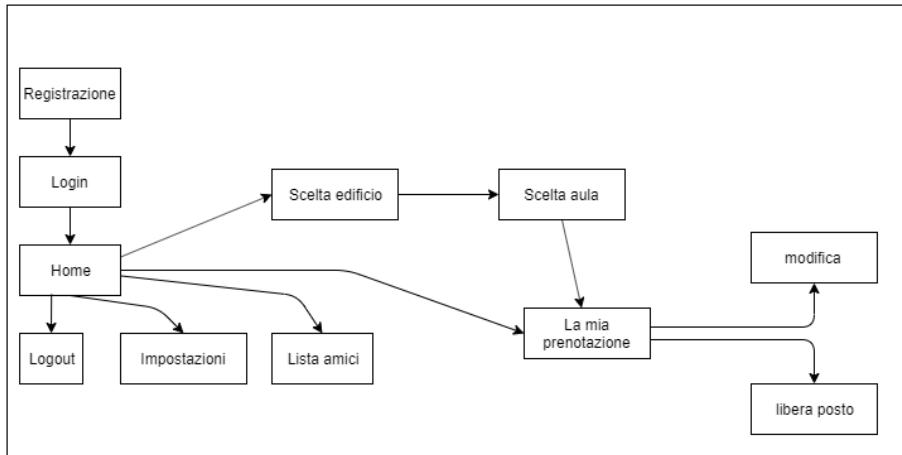 Registrazione
Login
Scelta edificio
Scelta aula
Home
modifica
La mia
prenotazione
Logout
Impostazioni
Lista amici
libera posto